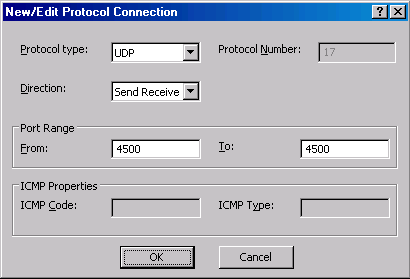 New/Edit Protocol Connection
Protocol type: UDP Protocol Number: 17
Direction: Send Receive
Port Range
From: 4500 To: 4500
ICMP Properties
ICMP Code: ICMP Type:
OK Cancel